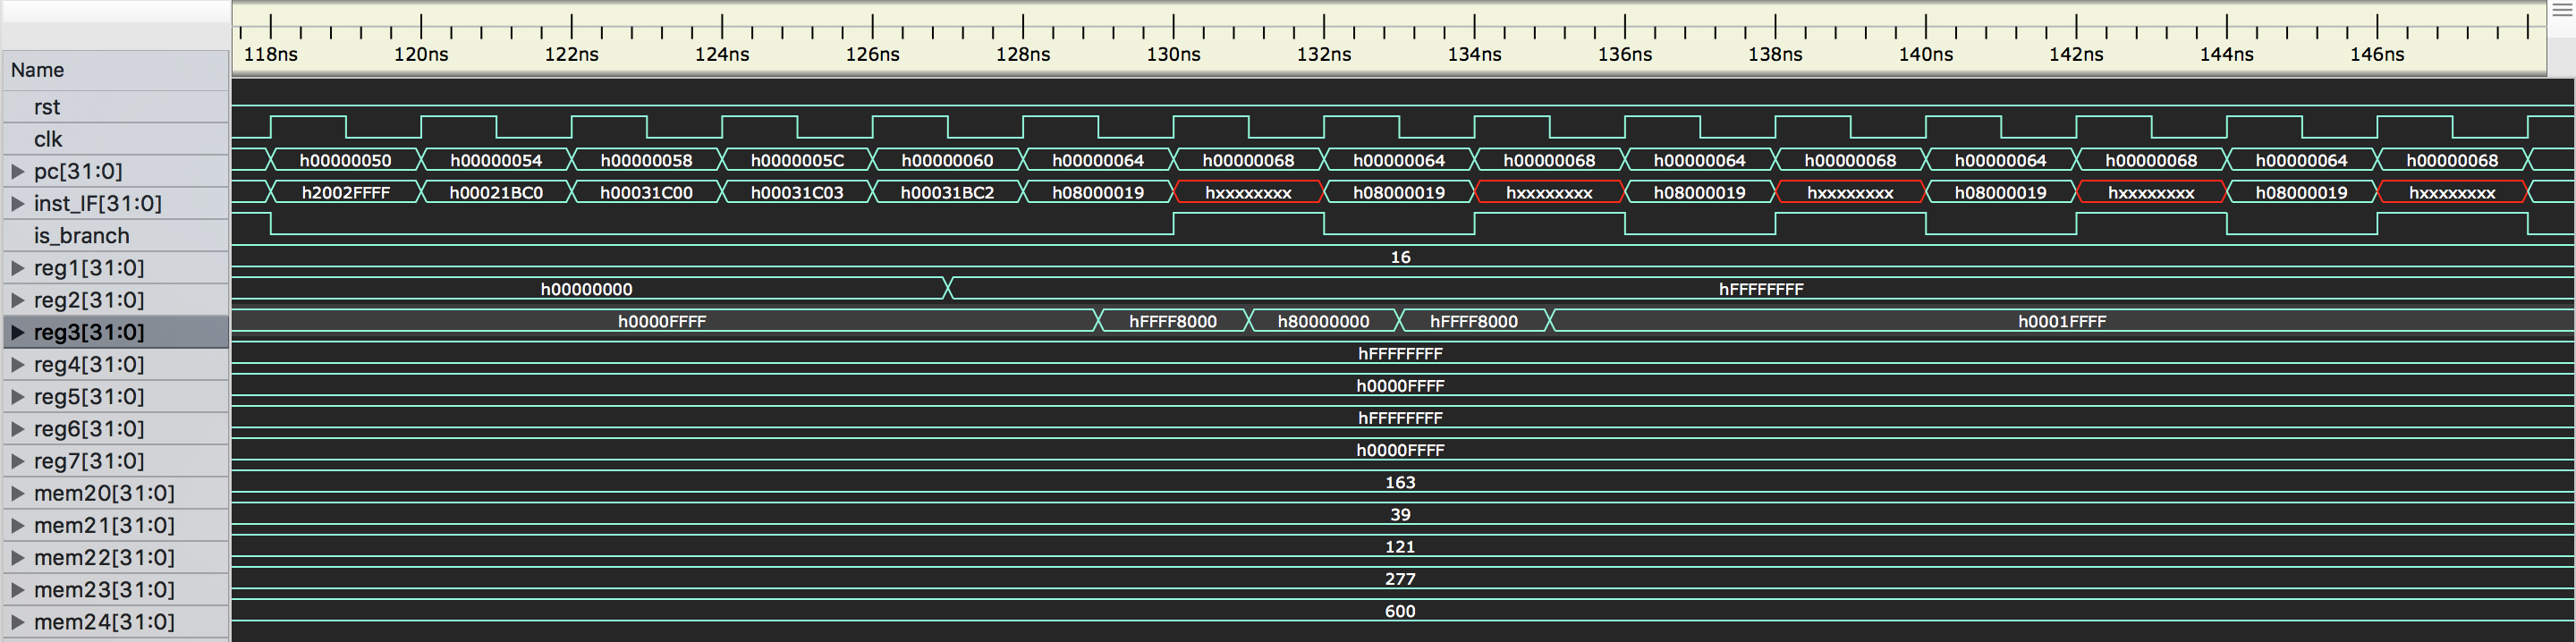 118ns 120ns 122ns 124ns 126ns 128ns 130ns 132ns 134ns 136ns 138ns 140ns 142ns 144ns 146ns
Name
rst
clk
pc[31:0] h00000050 h00000054 h00000058 h0000005C h00000060 h00000064 h00000068 h00000064 h00000068 h00000064 h00000068 h00000064 h00000068 h00000064 h00000068
inst_IF[31:0] h2002FFFF h00021BC0 h00031C00 h00031C03 h00031BC2 h08000019 hxxxxxxxx h08000019 hxxxxxxxx h08000019 hxxxxxxxx h08000019 hxxxxxxxx h08000019 hxxxxxxxx
is_branch
reg1[31:0] 16
reg2[31:0] h00000000 hFFFFFFFF
reg3[31:0] h0000FFFF hFFFF8000 h80000000 hFFFF8000 h0001FFFF
reg4[31:0] hFFFFFFFF
reg5[31:0] h0000FFFF
reg6[31:0] hFFFFFFFF
reg7[31:0] h0000FFFF
mem20[31:0] 163
mem21[31:0] 39
mem22[31:0] 121
mem23[31:0] 277
mem24[31:0] 600